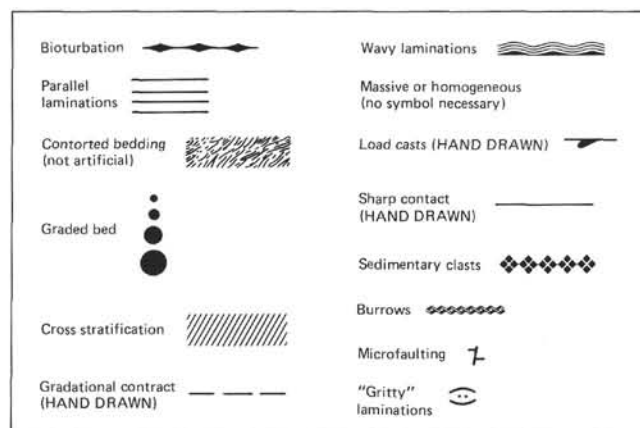 Bioturbation
Parallel
laminations
Contorted bedding
(not artificial)
Graded bed
Cross stratification
Gradational contract
(HAND DRAWN)
Wavy laminations
Massive or homogeneous
(no symbol necessary)
Load casts (HAND DRAWN)
Sharp contact
(HAND DRAWN)
Sedimentary clasts
Burrows
Microfaulting
"Gritty"
laminations